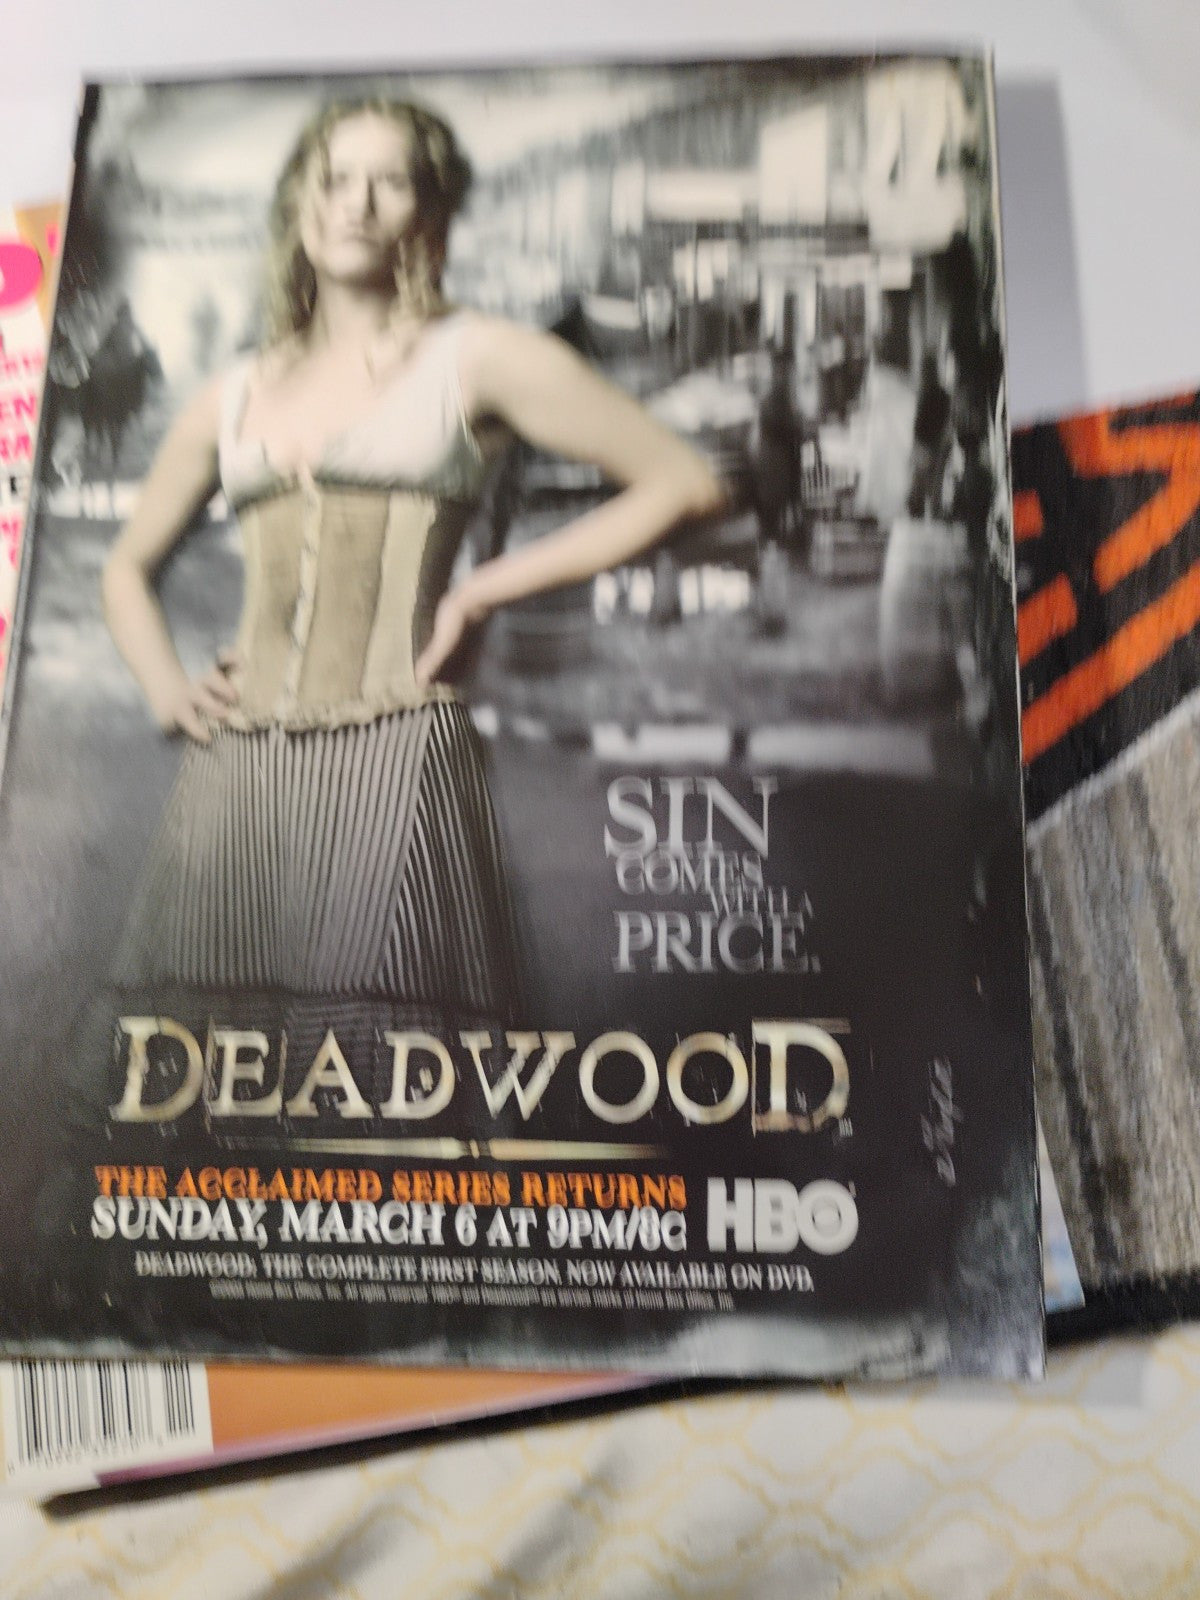 SIN
COMES
WITH A
PRICE.
DEADWOOD
THE ACCLAIMED SERIES RETURNS
SUNDAY, MARCH 6 AT 9PM/8C
HBO
DEADWOOD: THE COMPLETE FIRST SEASON. NOW AVAILABLE ON DVD.